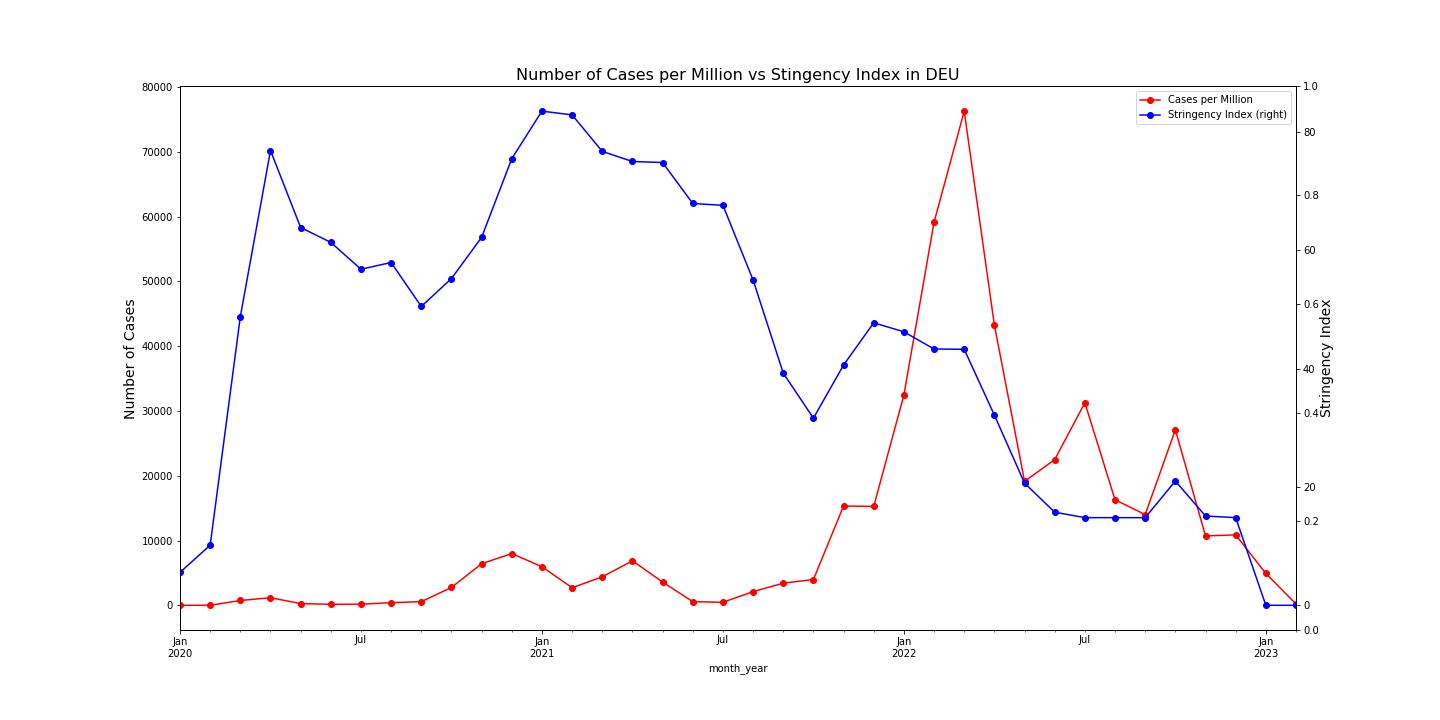 Number of Cases per Million vs Stingency Index in DEU
Cases per Million
Stringency Index (right)
80000
70000
60000
50000
40000
30000
20000
10000
0
Number of Cases
1.0
80
0.8
60
0.6
40
0.4
20
0.2
0
0.0
Stringency Index
Jan
2020
Jul
Jan
2021
Jul
Jan
2022
Jul
Jan
2023
month_year